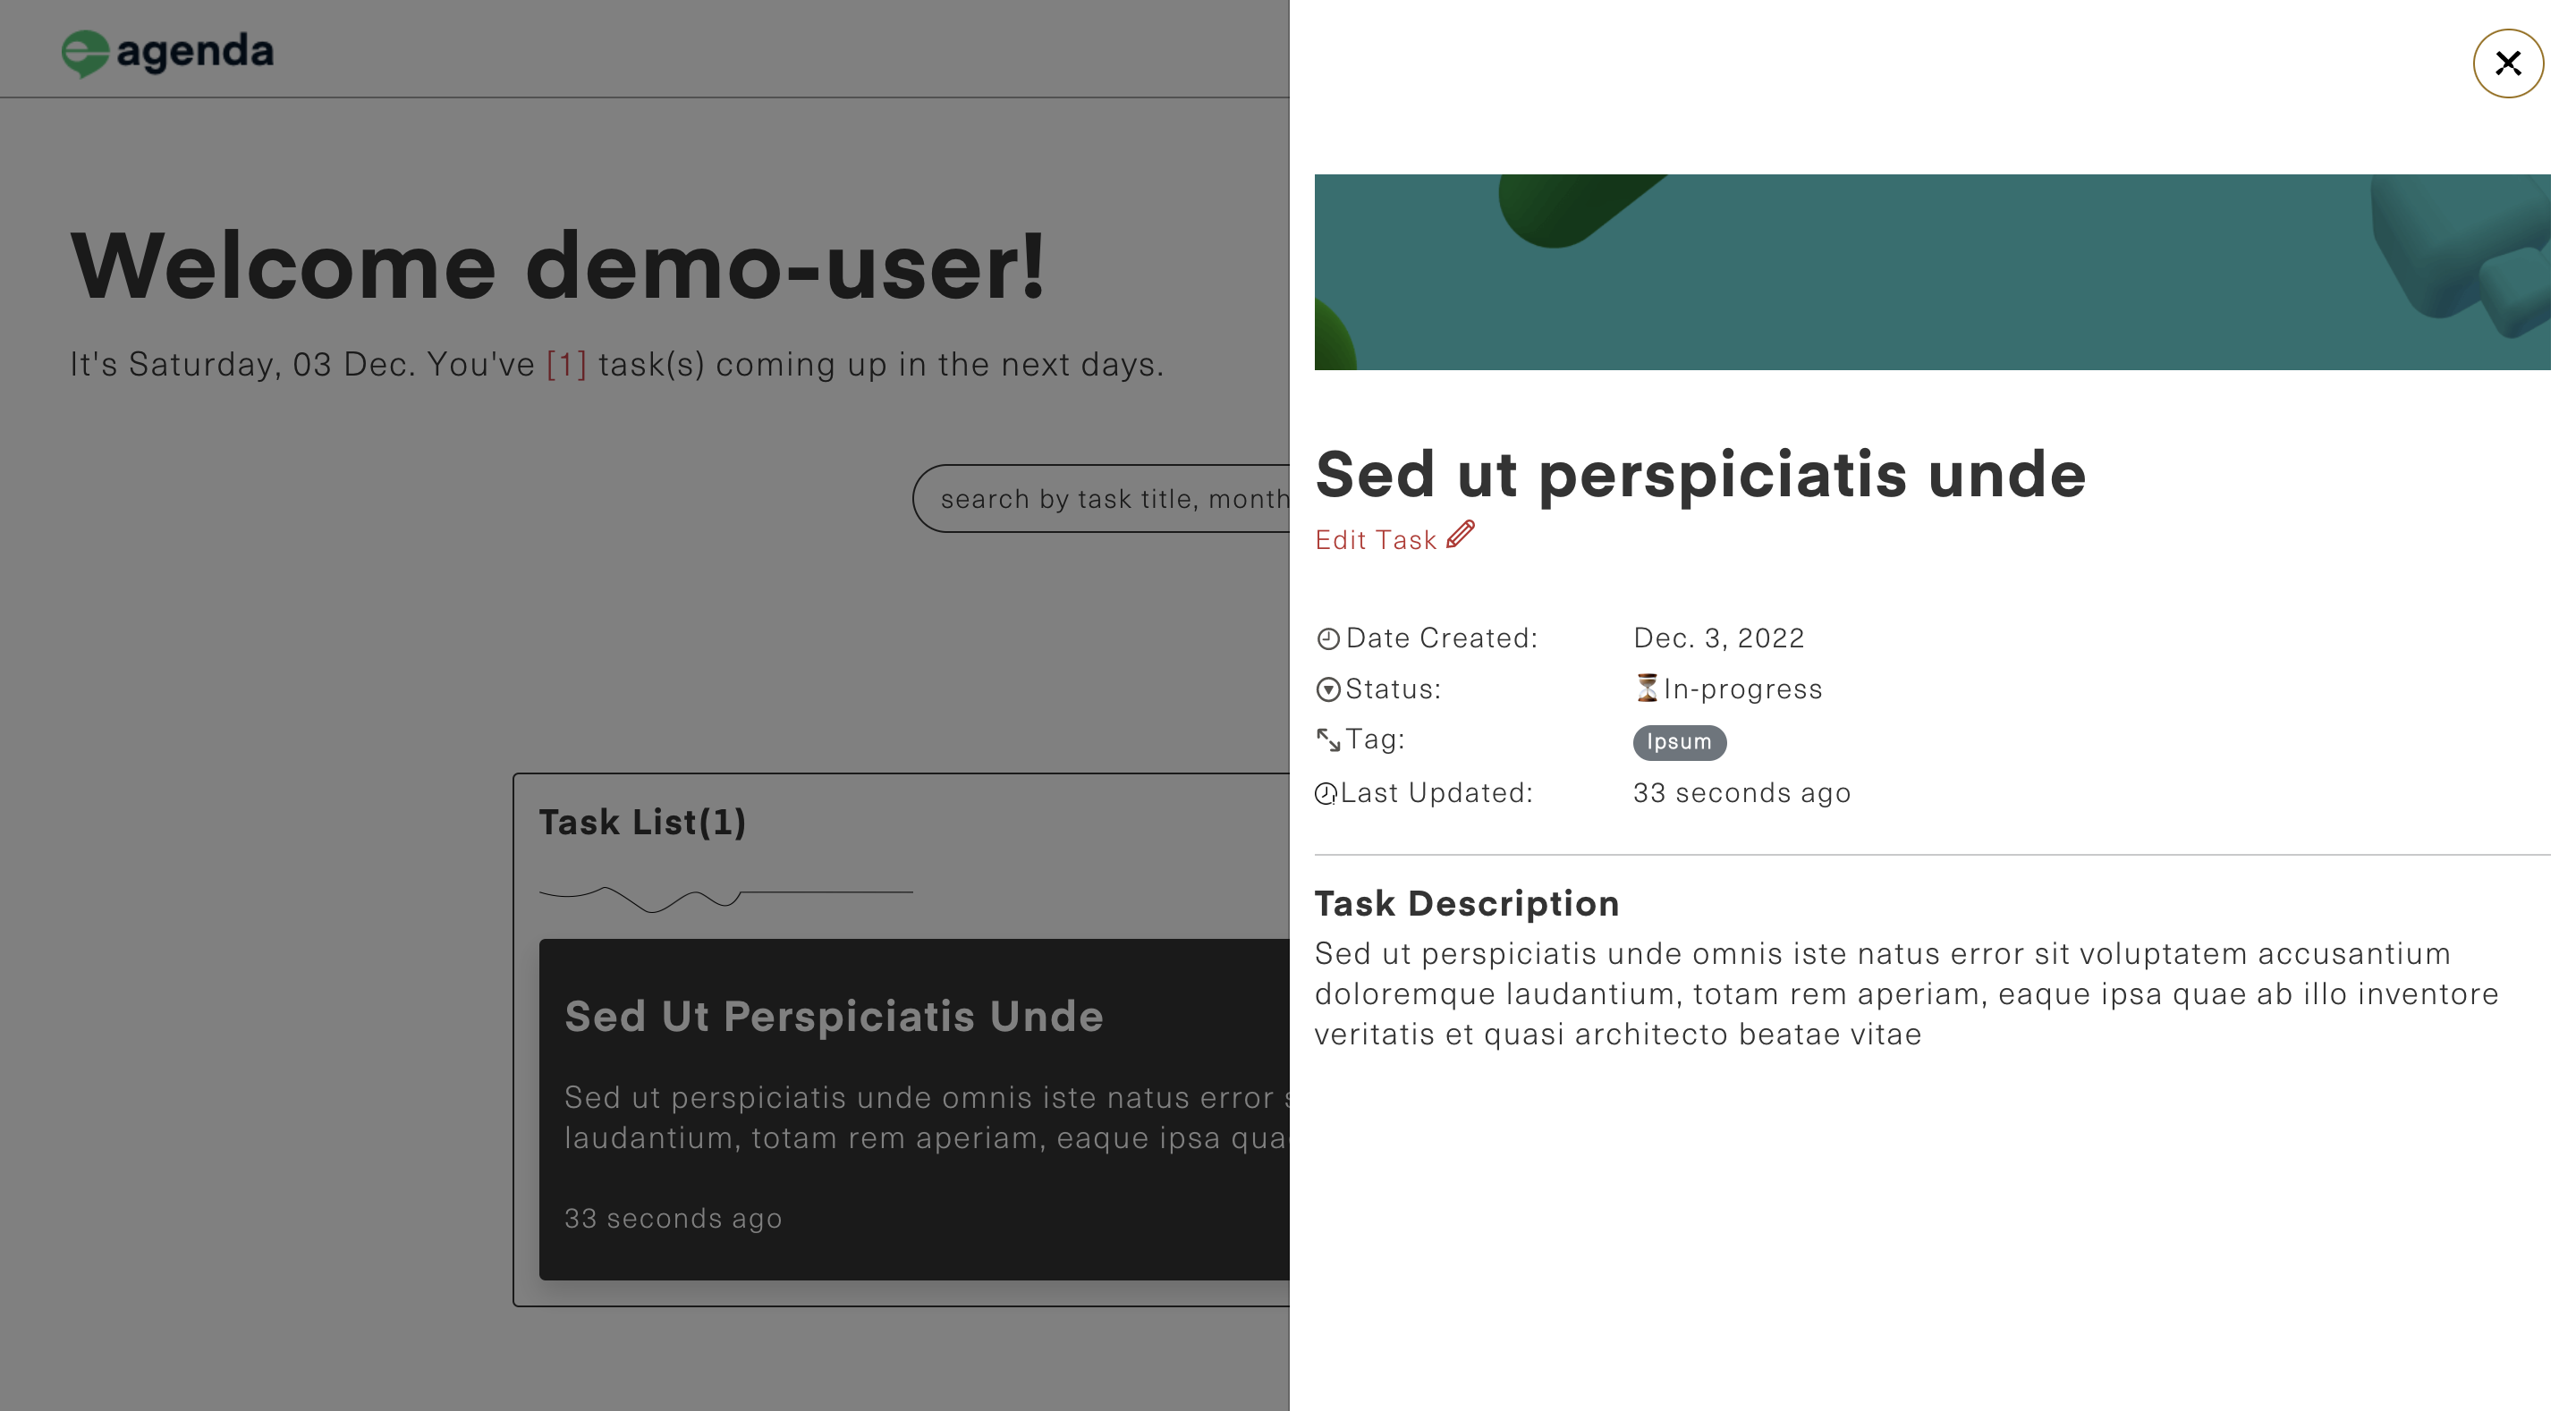 agenda
Welcome demo-user!
It's Saturday, 03 Dec. You've [1] task(s) coming up in the next days.
search by task title, month
Task List(1)
Sed Ut Perspiciatis Unde
Sed ut perspiciatis unde omnis iste natus error
laudantium, totam rem aperiam, eaque ipsa
33 seconds ago
Sed ut perspiciatis unde
Edit Task
Date Created: Dec. 3, 2022
Status: ⏳In-progress
Tag: Ipsum
Last Updated: 33 seconds ago
Task Description
Sed ut perspiciatis unde omnis iste natus error sit voluptatem accusantium
doloremque laudantium, totam rem aperiam, eaque ipsa quae ab illo inventore
veritatis et quasi architecto beatae vitae